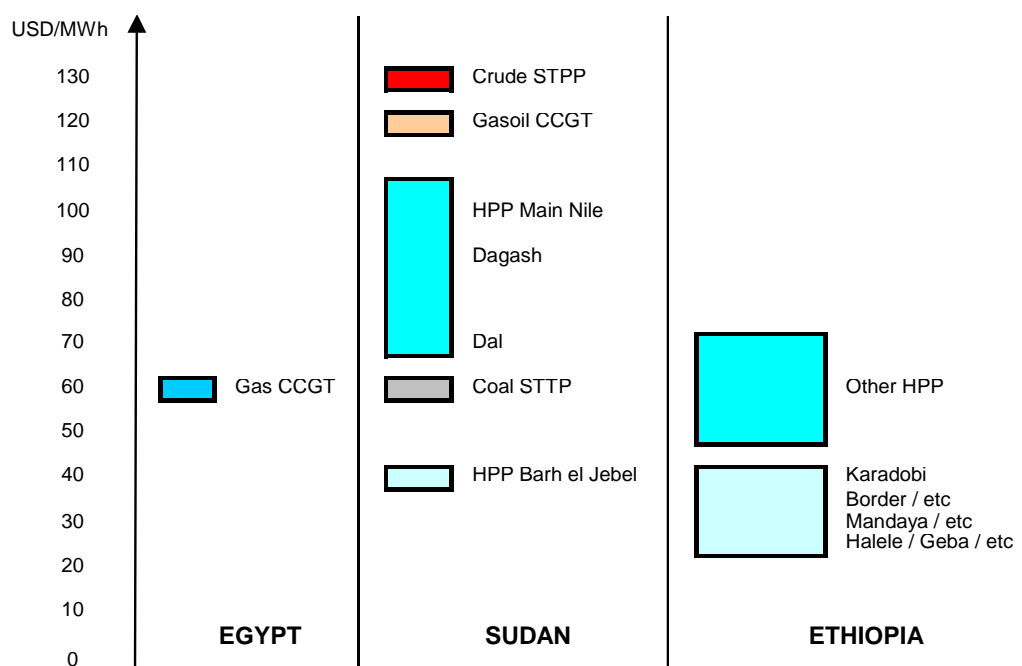 USD/MWh
130
Crude STPP
120
Gasoil CCGT
110
100
HPP Main Nile
90
Dagash
80
70
Dal
60
Gas CCGT
Coal STTP
Other HPP
50
40
HPP Barh el Jebel
Karadobi
Border / etc
30
Mandaya / etc
Halele / Geba / etc
20
10
EGYPT
SUDAN
ETHIOPIA
0